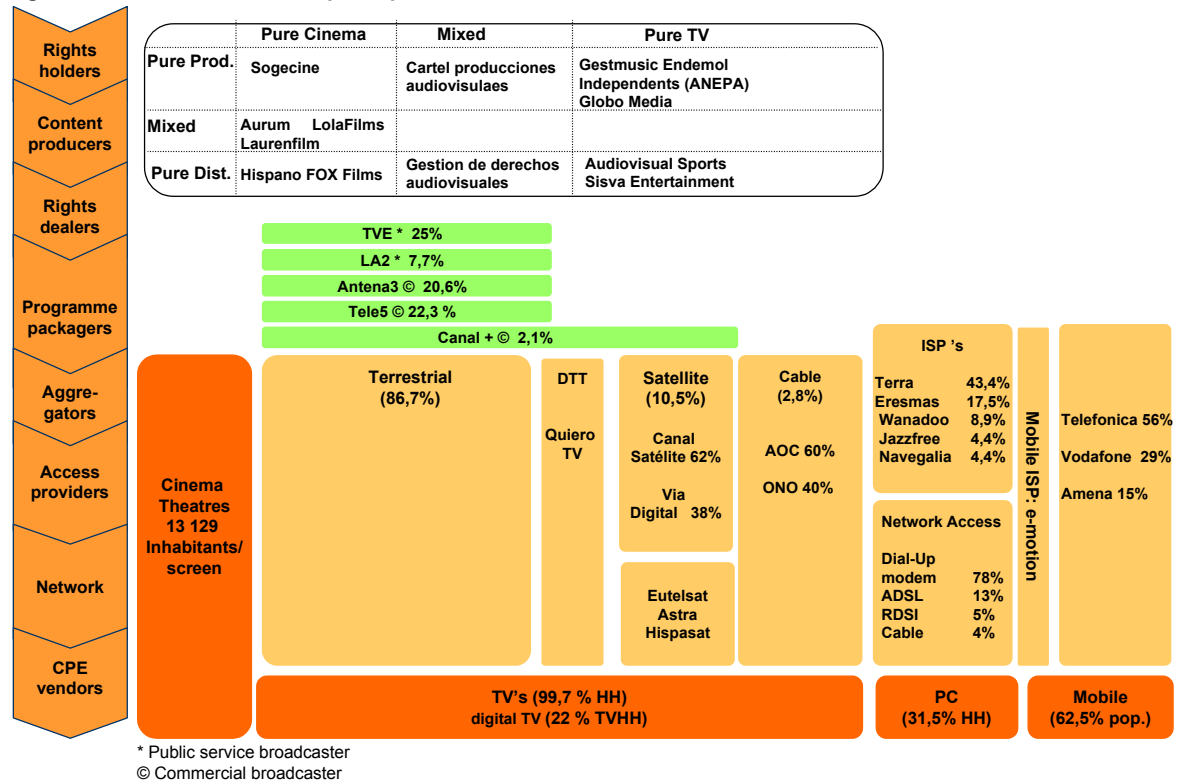 Rights
holders
Content
producers
Rights
dealers
Programme
packagers
Aggre-
gators
Access
providers
Network
CPE
vendors
Pure Cinema Mixed Pure TV
Pure Prod. Sogecine Cartel producciones Gestmusic Endemol
audiovisulaes Independents (ANEPA)
Globo Media
Mixed Aurum LolaFilms
Laurenfilm
Pure Dist. Hispano FOX Films Gestion de derechos Audiovisual Sports
audiovisuales Sisva Entertainment
TVE * 25%
LA2 * 7,7%
Antena3 © 20,6%
Tele5 © 22,3 %
Canal + © 2,1%
Cinema
Theatres
13 129
Inhabitants/
screen
Terrestrial
(86,7%)
DTT
Quiero
TV
Satellite
(10,5%)
Canal
Satélite 62%
Via
Digital 38%
Eutelsat
Astra
Hispasat
Cable
(2,8%)
AOC 60%
ONO 40%
ISP 's
Terra 43,4%
Eresmas 17,5%
Wanadoo 8,9%
Jazzfree 4,4%
Navegalia 4,4%
Network Access
Dial-Up
modem 78%
ADSL 13%
RDSI 5%
Cable 4%
Mobile ISP: e-motion
Telefonica 56%
Vodafone 29%
Amena 15%
TV's (99,7 % HH)
digital TV (22 % TVHH)
PC
(31,5% HH)
Mobile
(62,5% pop.)
* Public service broadcaster
© Commercial broadcaster